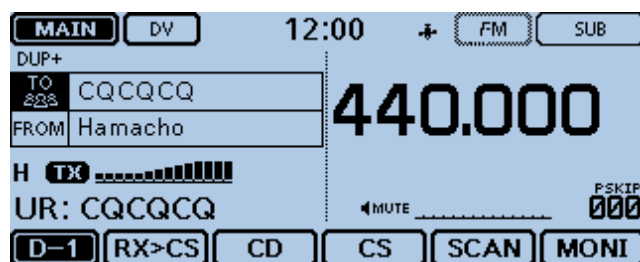 MAIN DV 12:00 FM SUB
DUP+
TO CQCQCQ
440.000
FROM Hamacho
H TX
UR: CQCQCQ
MUTE
PSKIP
000
D-1 RX>CS CD CS SCAN MONI